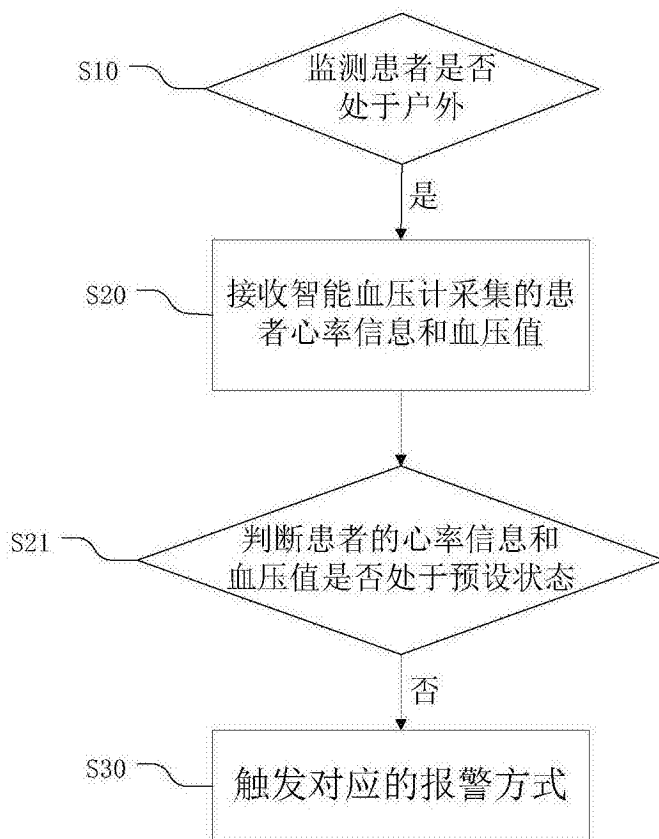 S10
监测患者是否
处于户外
是
S20
接收智能血压计采集的患
者心率信息和血压值
S21
判断患者的心率信息和
血压值是否处于预设状态
否
S30
触发对应的报警方式